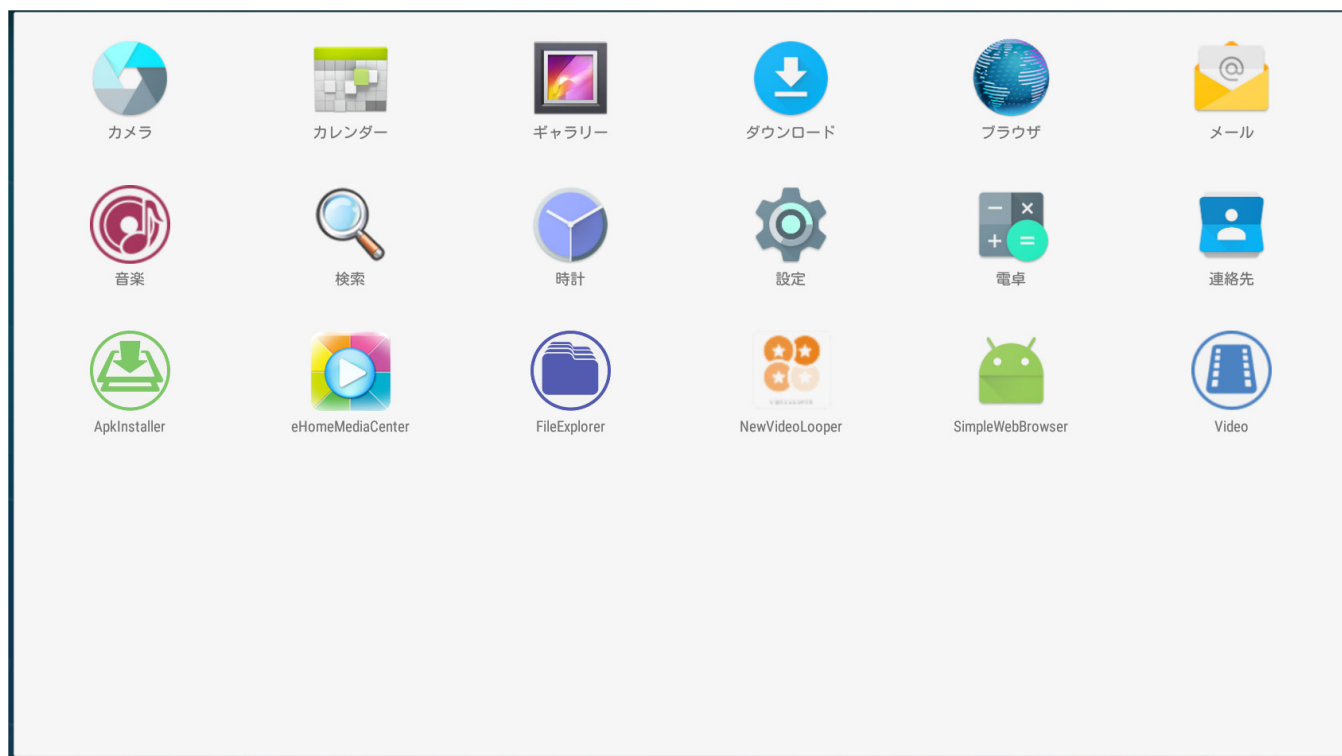 カメラ
カレンダー
ギャラリー
ダウンロード
ブラウザ
メール
音楽
検索
時計
設定
電卓
連絡先
ApkInstaller
eHomeMediaCenter
FileExplorer
NewVideoLooper
SimpleWebBrowser
Video